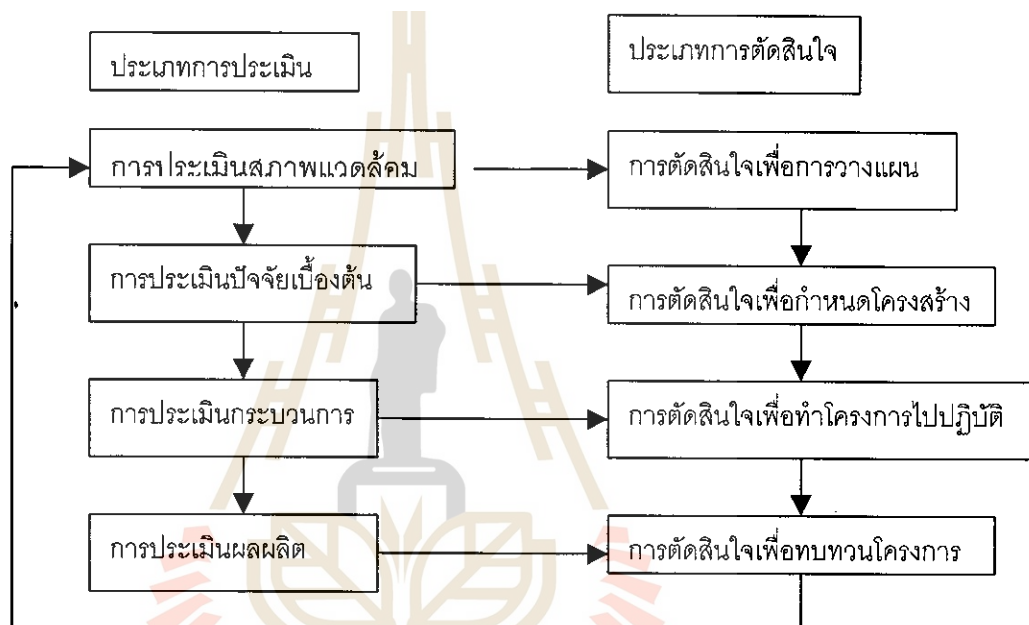 ประเภทการประเมิน
ประเภทการตัดสินใจ
การประเมินสภาพแวดล้อม
การตัดสินใจเพื่อการวางแผน
การประเมินปัจจัยเบื้องต้น
การตัดสินใจเพื่อกำหนดโครงสร้าง
การประเมินกระบวนการ
การตัดสินใจเพื่อทำโครงการไปปฏิบัติ
การประเมินผลผลิต
การตัดสินใจเพื่อทบทวนโครงการ